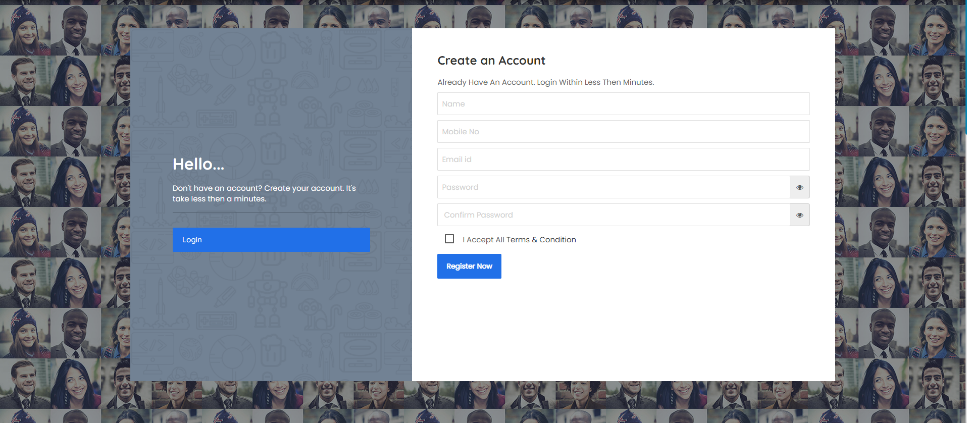 Hello...
Don't have an account? Create your account. It's
take less then a minutes.
Login
Create an Account
Already Have An Account. Login Within Less Then Minutes.
Name
Mobile No
Email id
Password
Confirm Password
I Accept All Terms & Condition
Register Now